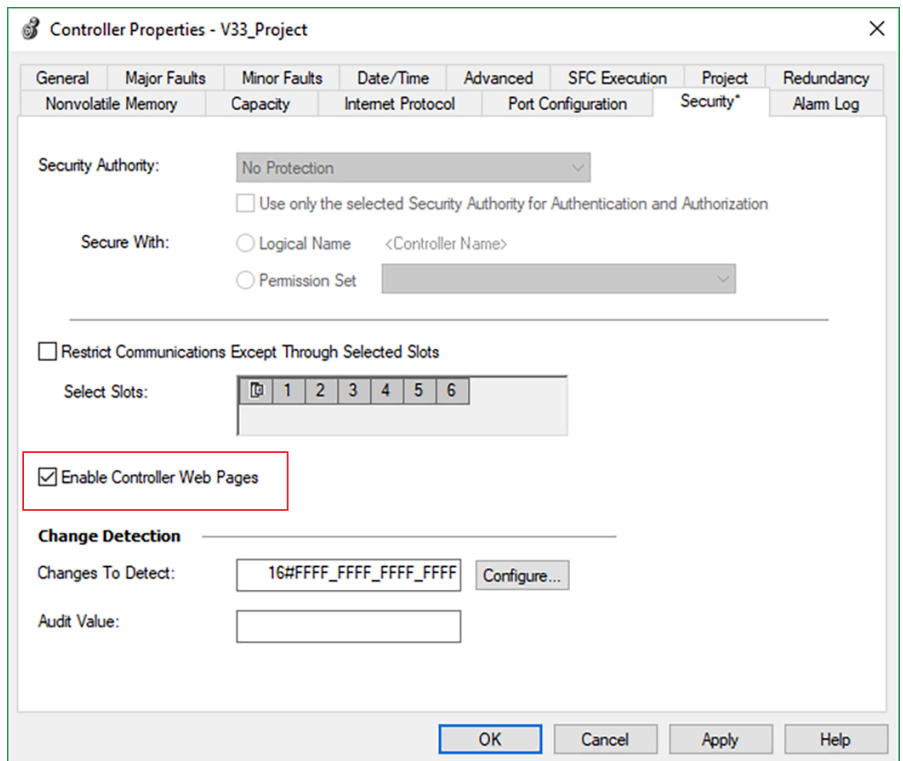 Controller Properties - V33_Project
General Major Faults Minor Faults Date/Time Advanced SFC Execution Project Redundancy
Nonvolatile Memory Capacity Internet Protocol Port Configuration Security* Alarm Log
Security Authority: No Protection
Use only the selected Security Authority for Authentication and Authorization
Secure With: Logical Name <Controller Name>
Permission Set
Restrict Communications Except Through Selected Slots
Select Slots: 1 2 3 4 5 6
Enable Controller Web Pages
Change Detection
Changes To Detect: 16#FFFF_FFFF_FFFF_FFFF Configure...
Audit Value:
OK Cancel Apply Help